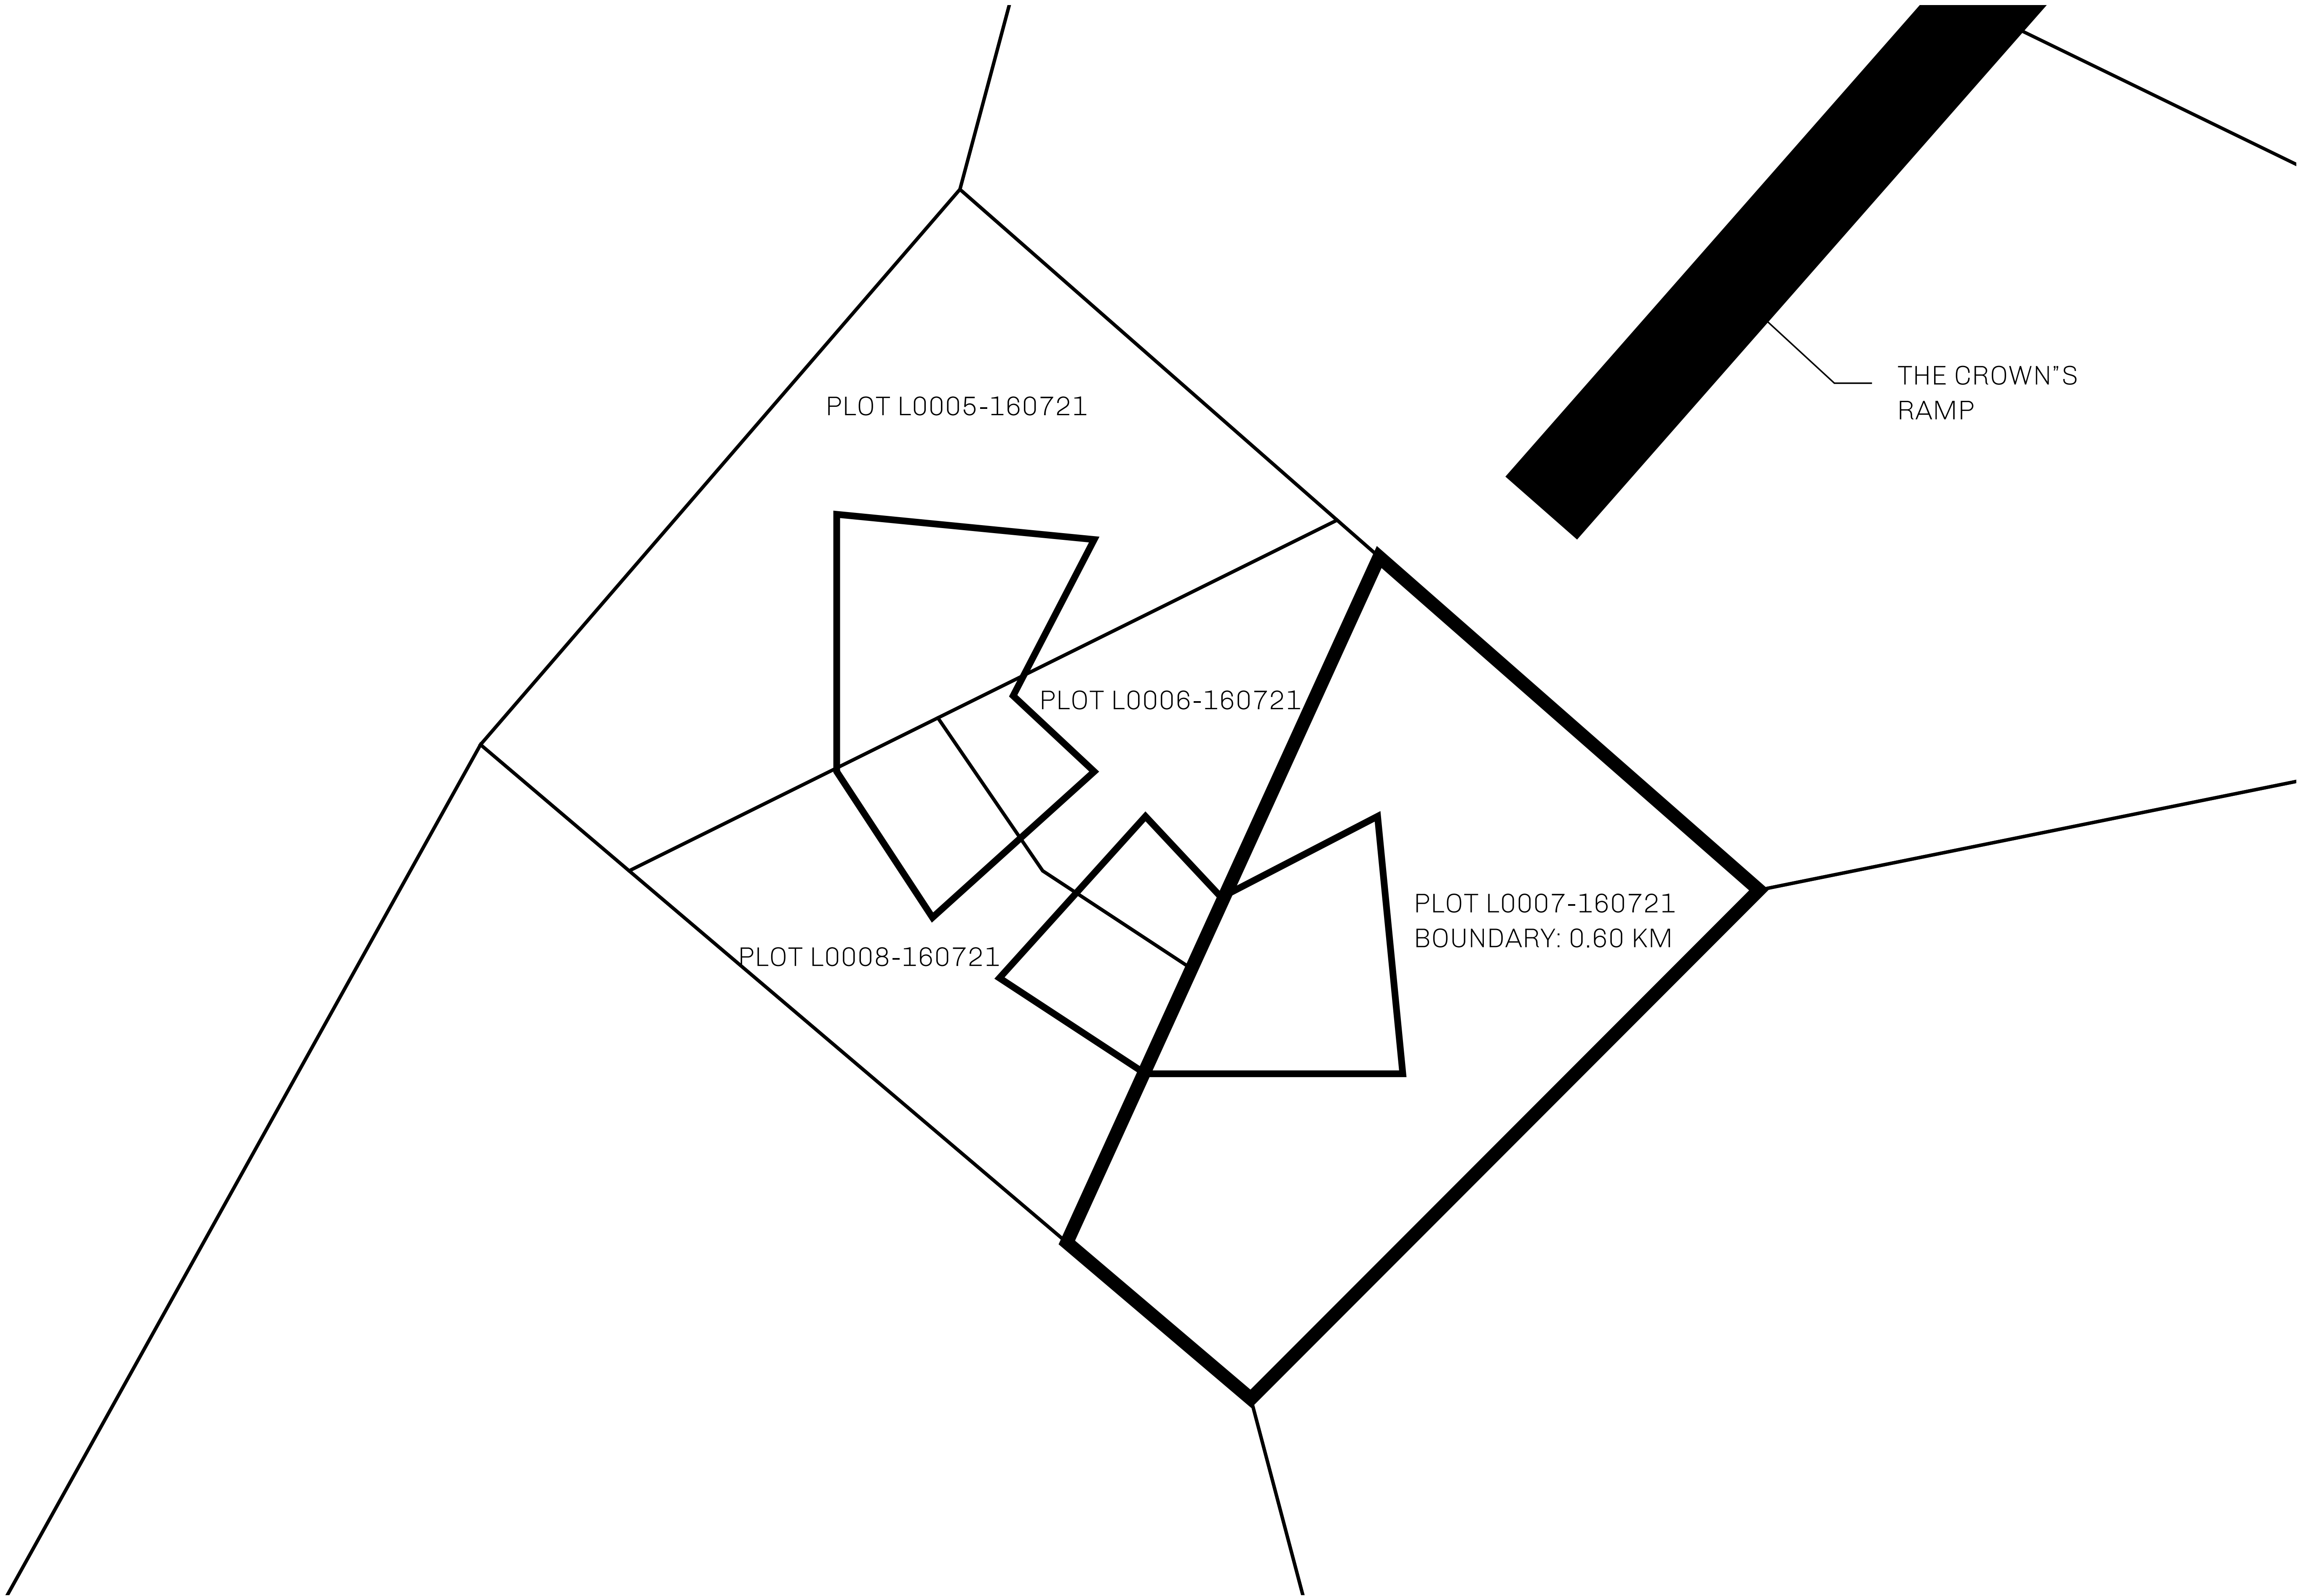 THE CROWN"S
RAMP
PLOT L0005-160721
PLOT L0006-160721
PLOT L0007-160721
BOUNDARY: 0.60 KM
PLOT L0008-160721